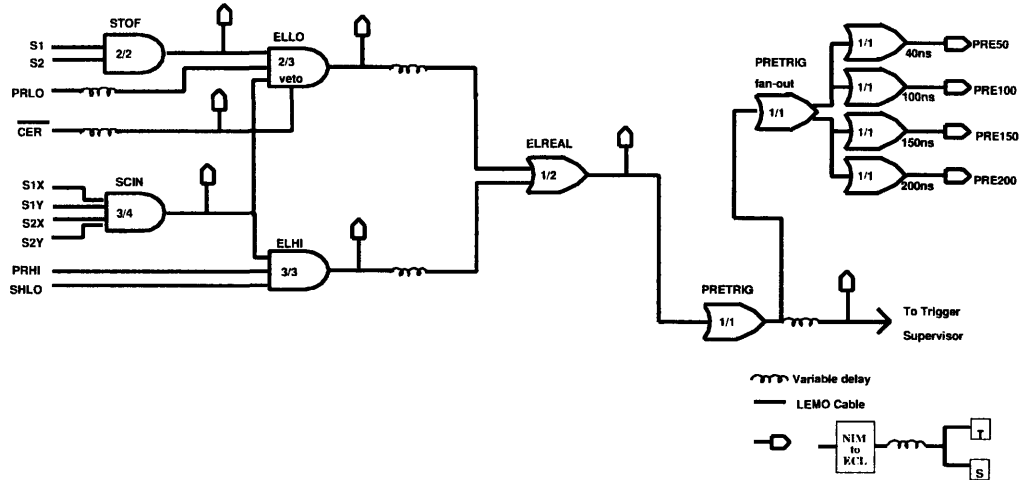 STOF
S1
S2
2/2
PRLO
CER
ELLO
2/3
veto
SCIN
S1X
S1Y
S2X
S2Y
3/4
ELHI
PRHI
SHLO
3/3
ELREAL
1/2
PRETRIG
1/1
PRETRIG
fan-out
1/1
1/1
40ns
PRE50
1/1
100ns
PRE100
1/1
150ns
PRE150
1/1
200ns
PRE200
To Trigger
Supervisor
Variable delay
LEMO Cable
NIM
to
ECL
T
S